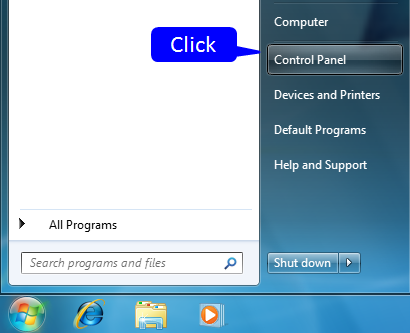 Computer
Click
Control Panel
Devices and Printers
Default Programs
Help and Support
All Programs
Search programs and files
Shut down